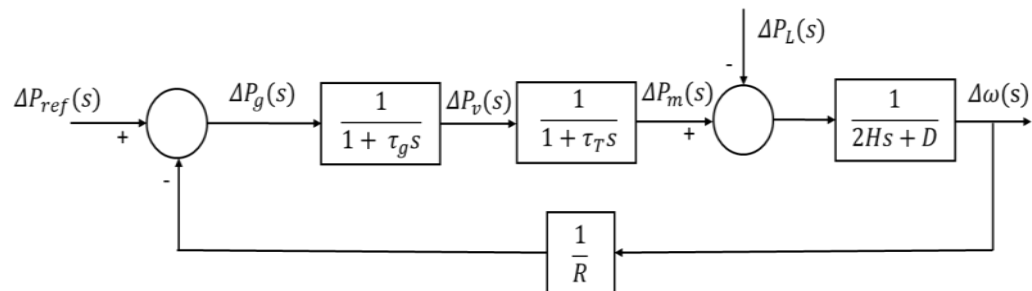 ΔP_L(s)
-
ΔP_ref(s) ΔP_g(s) 1 ΔP_v(s) 1 ΔP_m(s) 1 Δω(s)
+ 1 + τ_g s 1 + τ_T s + 2Hs + D
-
1
R